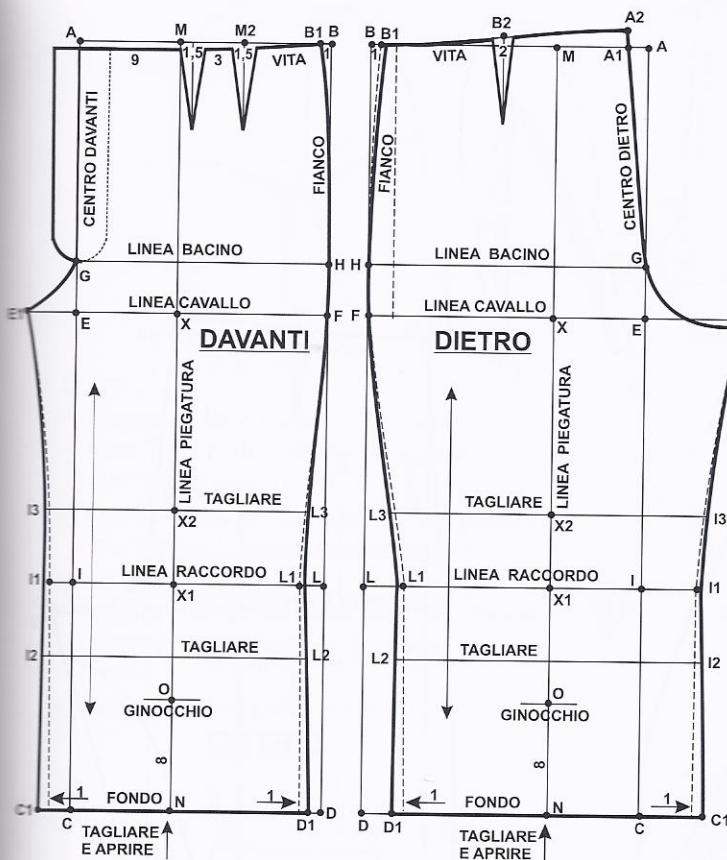 A M M2 B1 B
9 1,5 3 1,5 VITA 1
CENTRO DAVANTI
FIANCO
LINEA BACINO
G H
LINEA CAVALLO
E1 E X F
DAVANTI
LINEA PIEGATURA
I3 TAGLIARE L3
X2
LINEA RACCORDO
I1 I X1 L1 L
I2 TAGLIARE L2
O
GINOCCHIO
8
1 1
FONDO
C1 C N D1 D
TAGLIARE
E APRIRE
B B1 B2 A2
VITA 2 M A1 A
FIANCO
CENTRO DIETRO
LINEA BACINO
H G
LINEA CAVALLO
F X E
DIETRO
LINEA PIEGATURA
L3 TAGLIARE I3
X2
LINEA RACCORDO
L L1 X1 I I1
L2 TAGLIARE I2
O
GINOCCHIO
8
1 1
FONDO
D D1 N C C1
TAGLIARE
E APRIRE